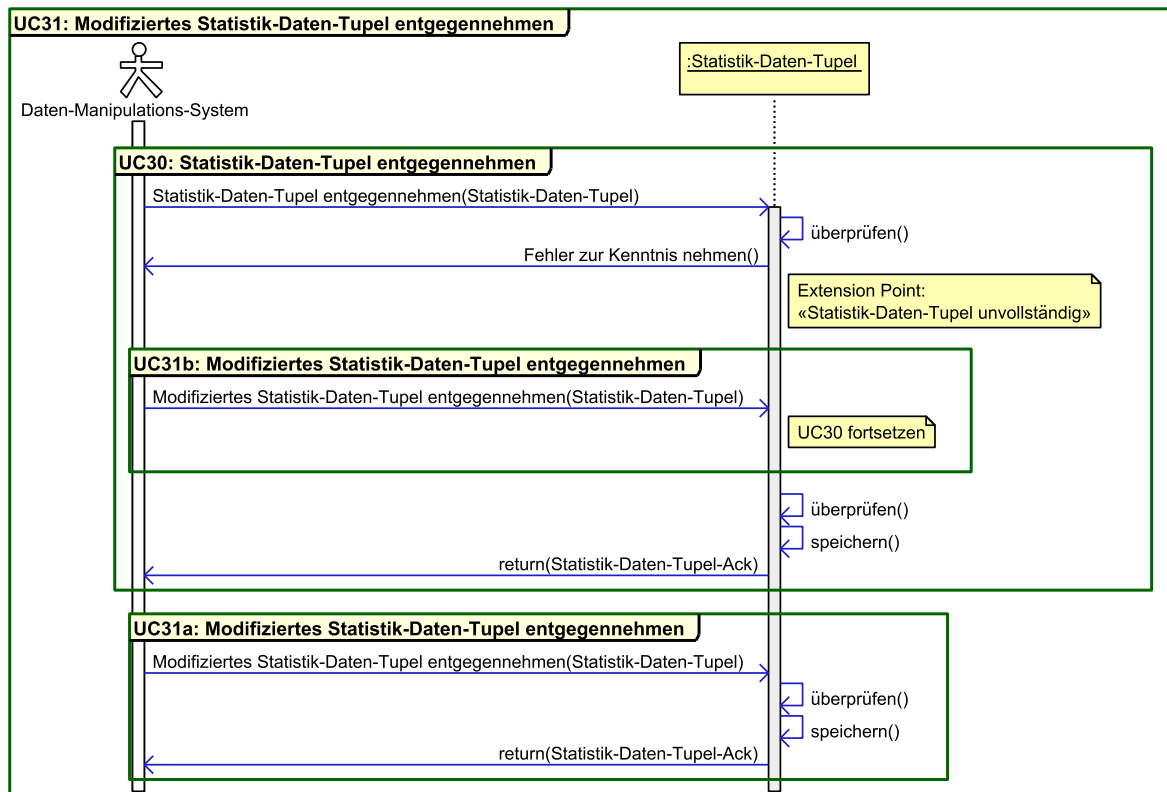 UC31: Modifiziertes Statistik-Daten-Tupel entgegennehmen
:Statistik-Daten-Tupel
Daten-Manipulations-System
UC30: Statistik-Daten-Tupel entgegennehmen
Statistik-Daten-Tupel entgegennehmen(Statistik-Daten-Tupel)
überprüfen()
Fehler zur Kenntnis nehmen()
Extension Point:
«Statistik-Daten-Tupel unvollständig»
UC31b: Modifiziertes Statistik-Daten-Tupel entgegennehmen
Modifiziertes Statistik-Daten-Tupel entgegennehmen(Statistik-Daten-Tupel)
UC30 fortsetzen
überprüfen()
speichern()
return(Statistik-Daten-Tupel-Ack)
UC31a: Modifiziertes Statistik-Daten-Tupel entgegennehmen
Modifiziertes Statistik-Daten-Tupel entgegennehmen(Statistik-Daten-Tupel)
überprüfen()
speichern()
return(Statistik-Daten-Tupel-Ack)